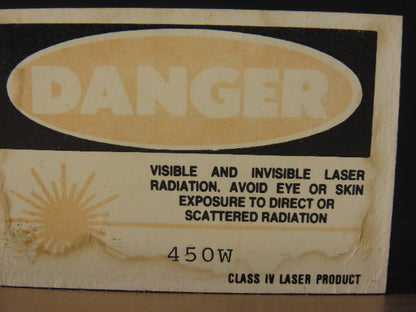 DANGER
VISIBLE AND INVISIBLE LASER
RADIATION. AVOID EYE OR SKIN
EXPOSURE TO DIRECT OR
SCATTERED RADIATION
450W
CLASS IV LASER PRODUCT